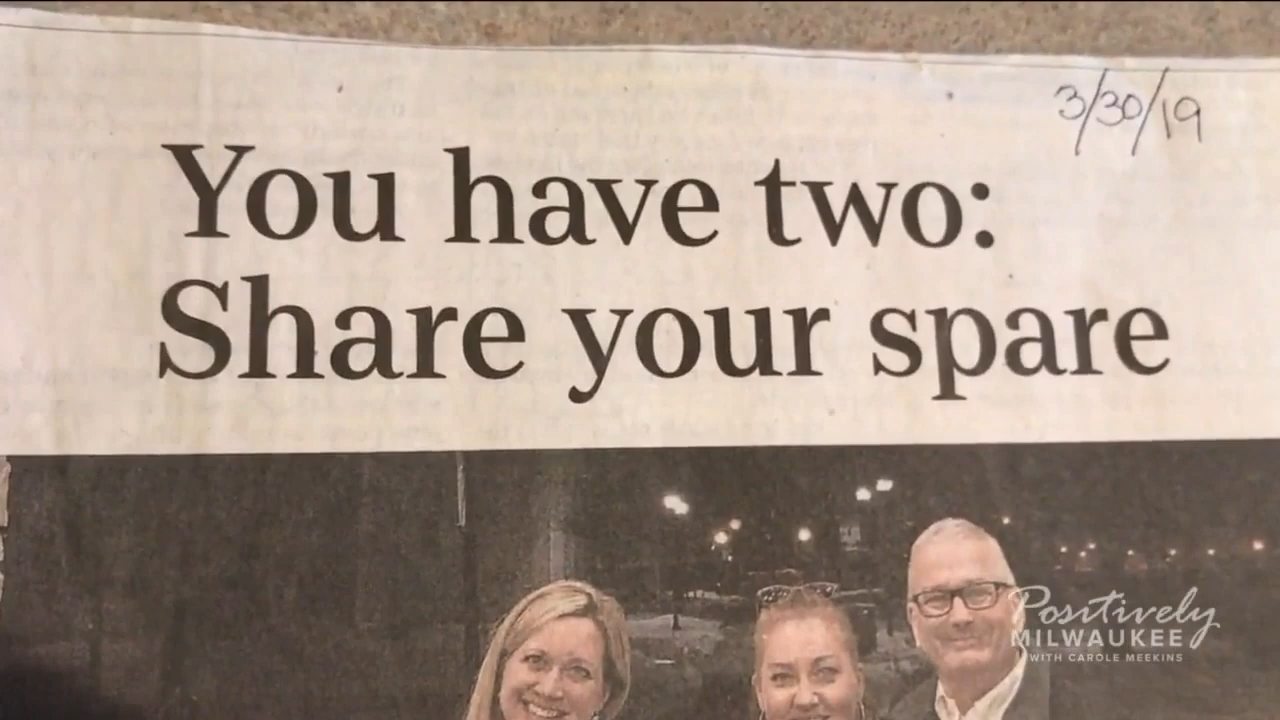 3/30/19
You have two:
Share your spare
Positively
MILWAUKEE
WITH CAROLE MEEKINS